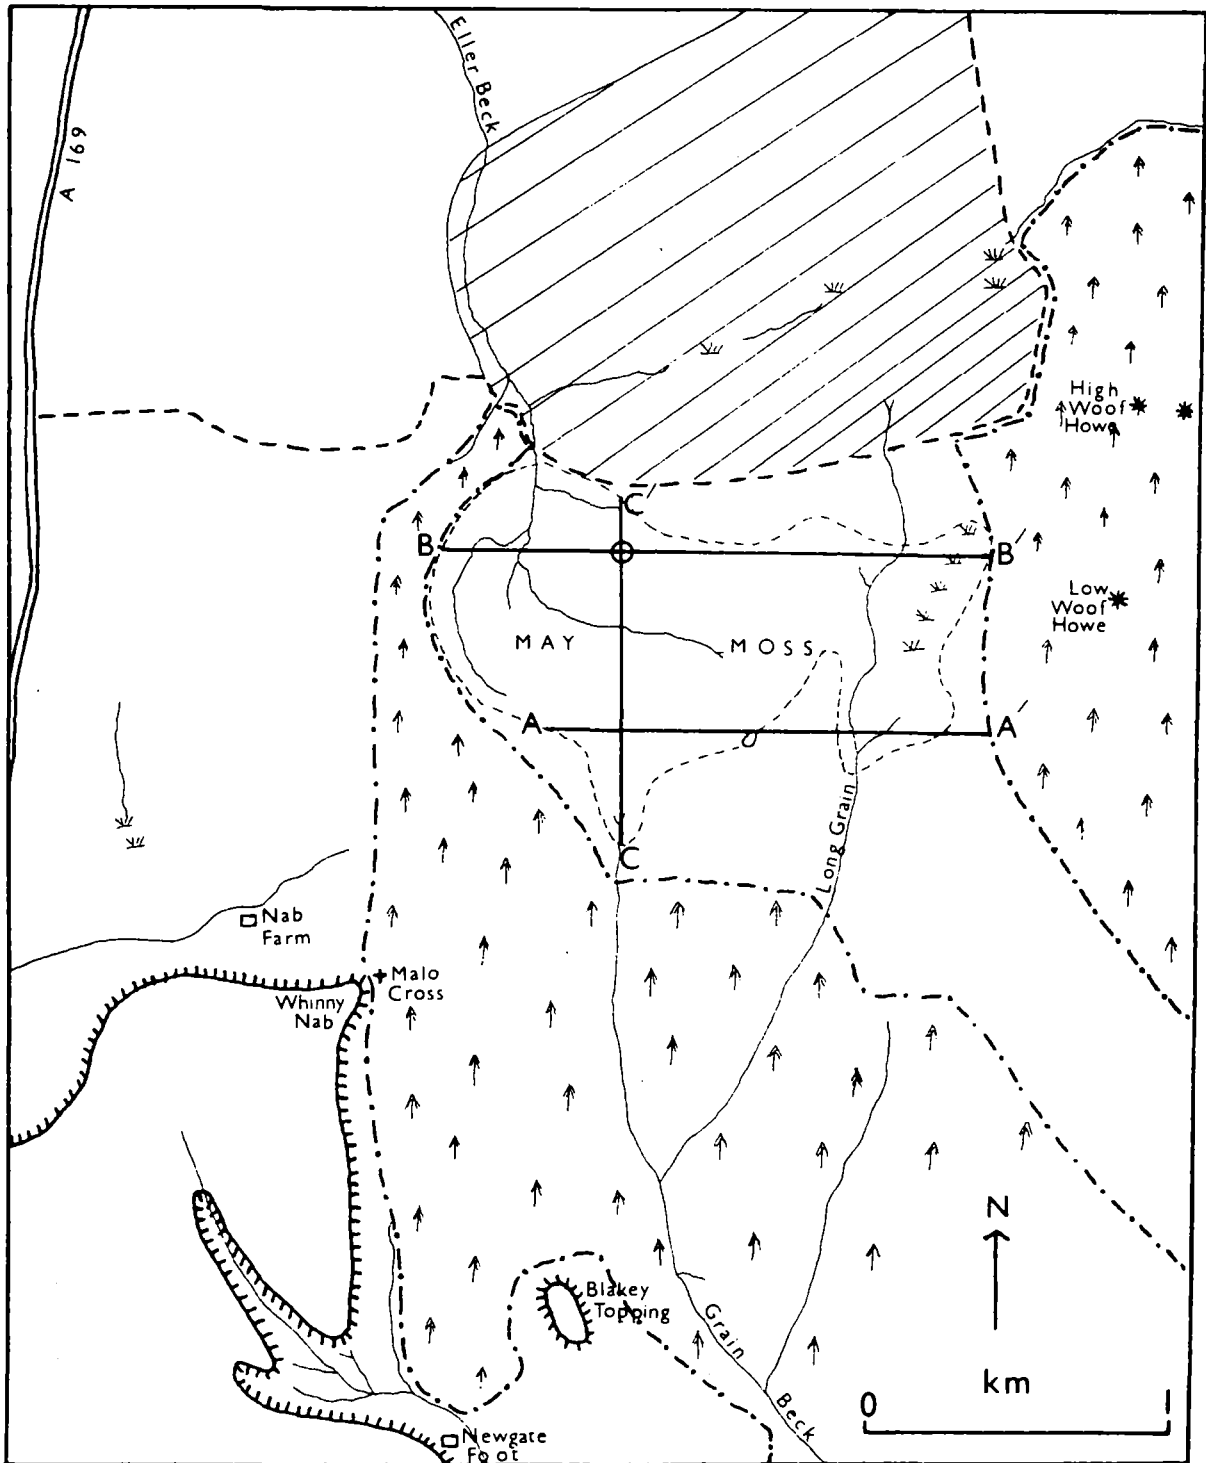 Eller Beck
A 169
High
Woof
Howe
C′
B
B′
Low
Woof
Howe
MAY MOSS
A
A′
Long Grain
C
Nab
Farm
Malo
Cross
Whinny
Nab
N
Blakey
Topping
Grain Beck
km
0 1
Newgate
Foot